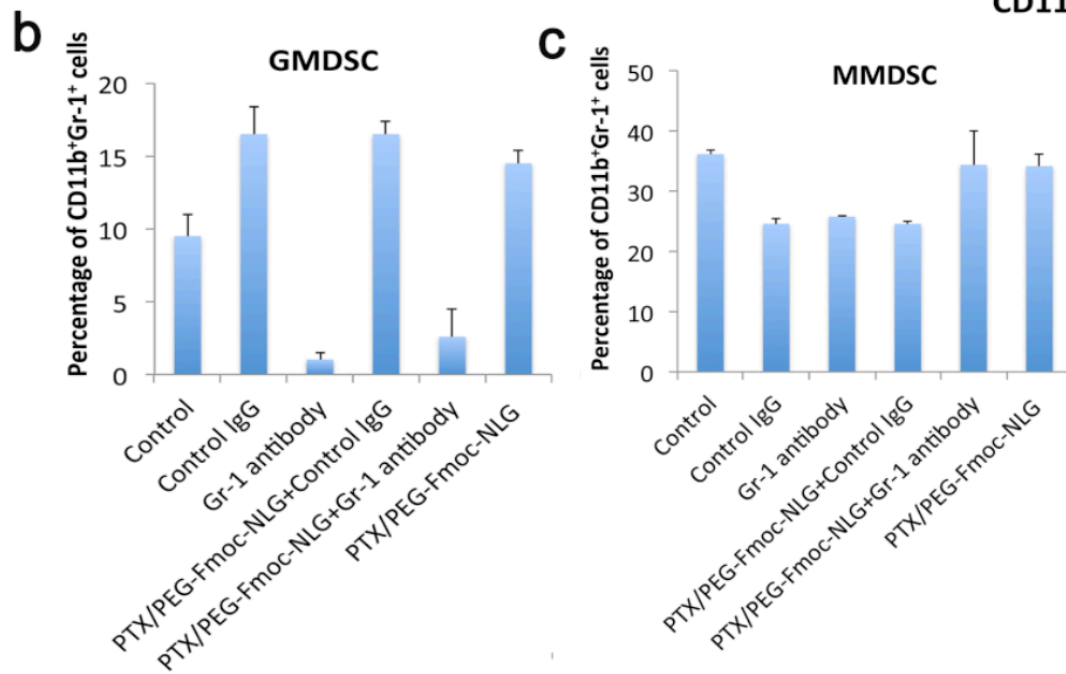 CD11
b
GMDSC
Percentage of CD11b⁺Gr-1⁺ cells
20
15
10
5
0
Control
Control IgG
Gr-1 antibody
PTX/PEG-Fmoc-NLG+Control IgG
PTX/PEG-Fmoc-NLG+Gr-1 antibody
PTX/PEG-Fmoc-NLG
c
MMDSC
Percentage of CD11b⁺Gr-1⁺ cells
50
40
30
20
10
0
Control
Control IgG
Gr-1 antibody
PTX/PEG-Fmoc-NLG+Control IgG
PTX/PEG-Fmoc-NLG+Gr-1 antibody
PTX/PEG-Fmoc-NLG